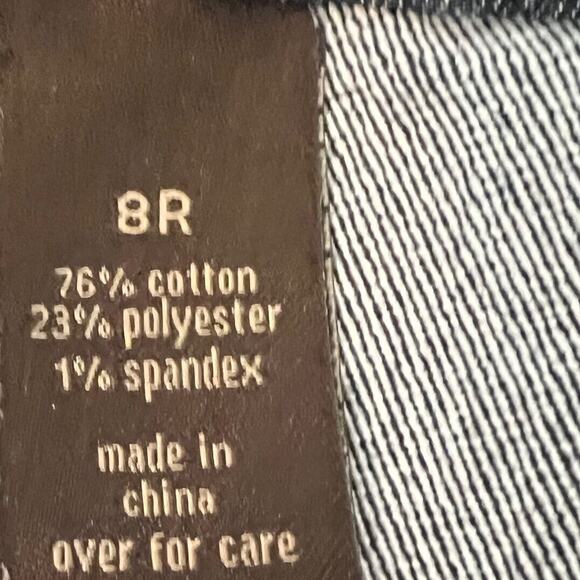 8R
76% cotton
23% polyester
1% spandex
made in
china
over for care